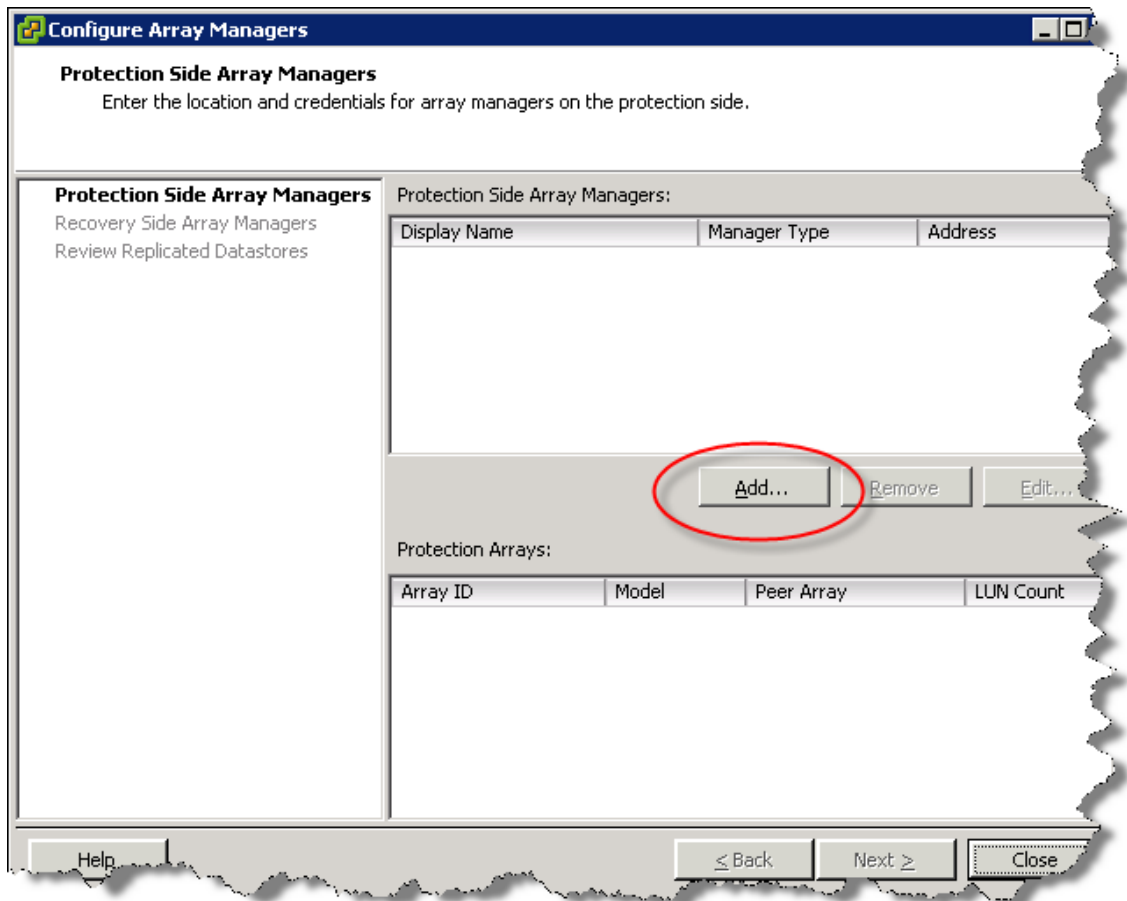 Configure Array Managers
Protection Side Array Managers
Enter the location and credentials for array managers on the protection side.
Protection Side Array Managers
Recovery Side Array Managers
Review Replicated Datastores
Protection Side Array Managers:
Display Name Manager Type Address
Add... Remove Edit...
Protection Arrays:
Array ID Model Peer Array LUN Count
Help < Back Next > Close